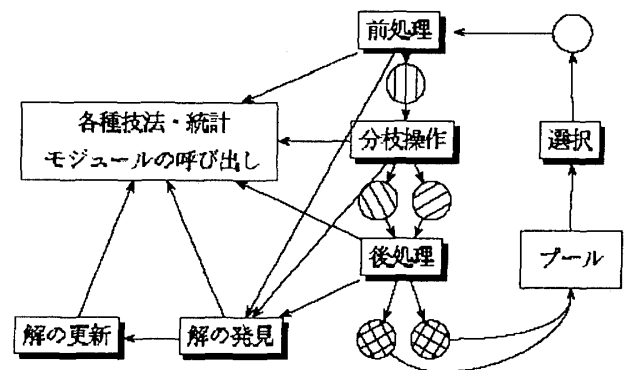 前処理
各種技法・統計
モジュールの呼び出し
分枝操作
選択
後処理
プール
解の更新
解の発見